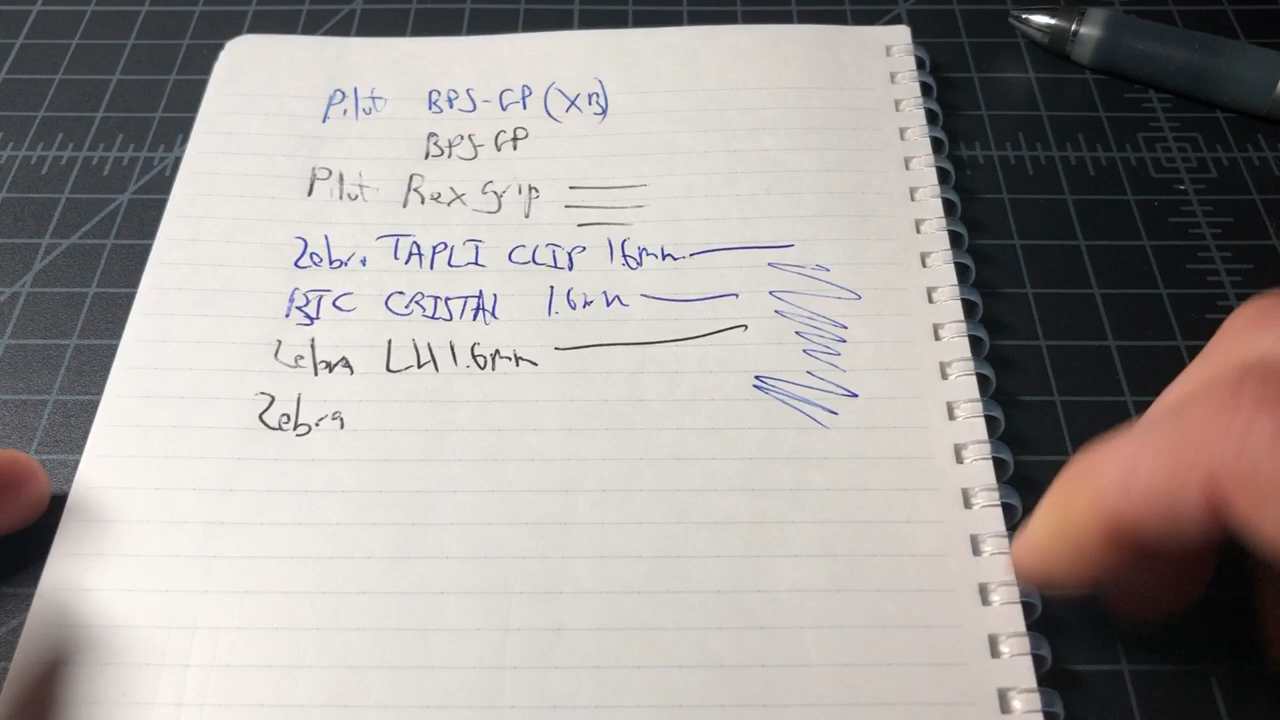 Pilot BPS-GP (XB)
BPS-GP
Pilot Rex Grip
Zebra TAPLI CLIP 1.6mm
BIC CRISTAL 1.6mm
Zebra LH 1.6mm
Zebra